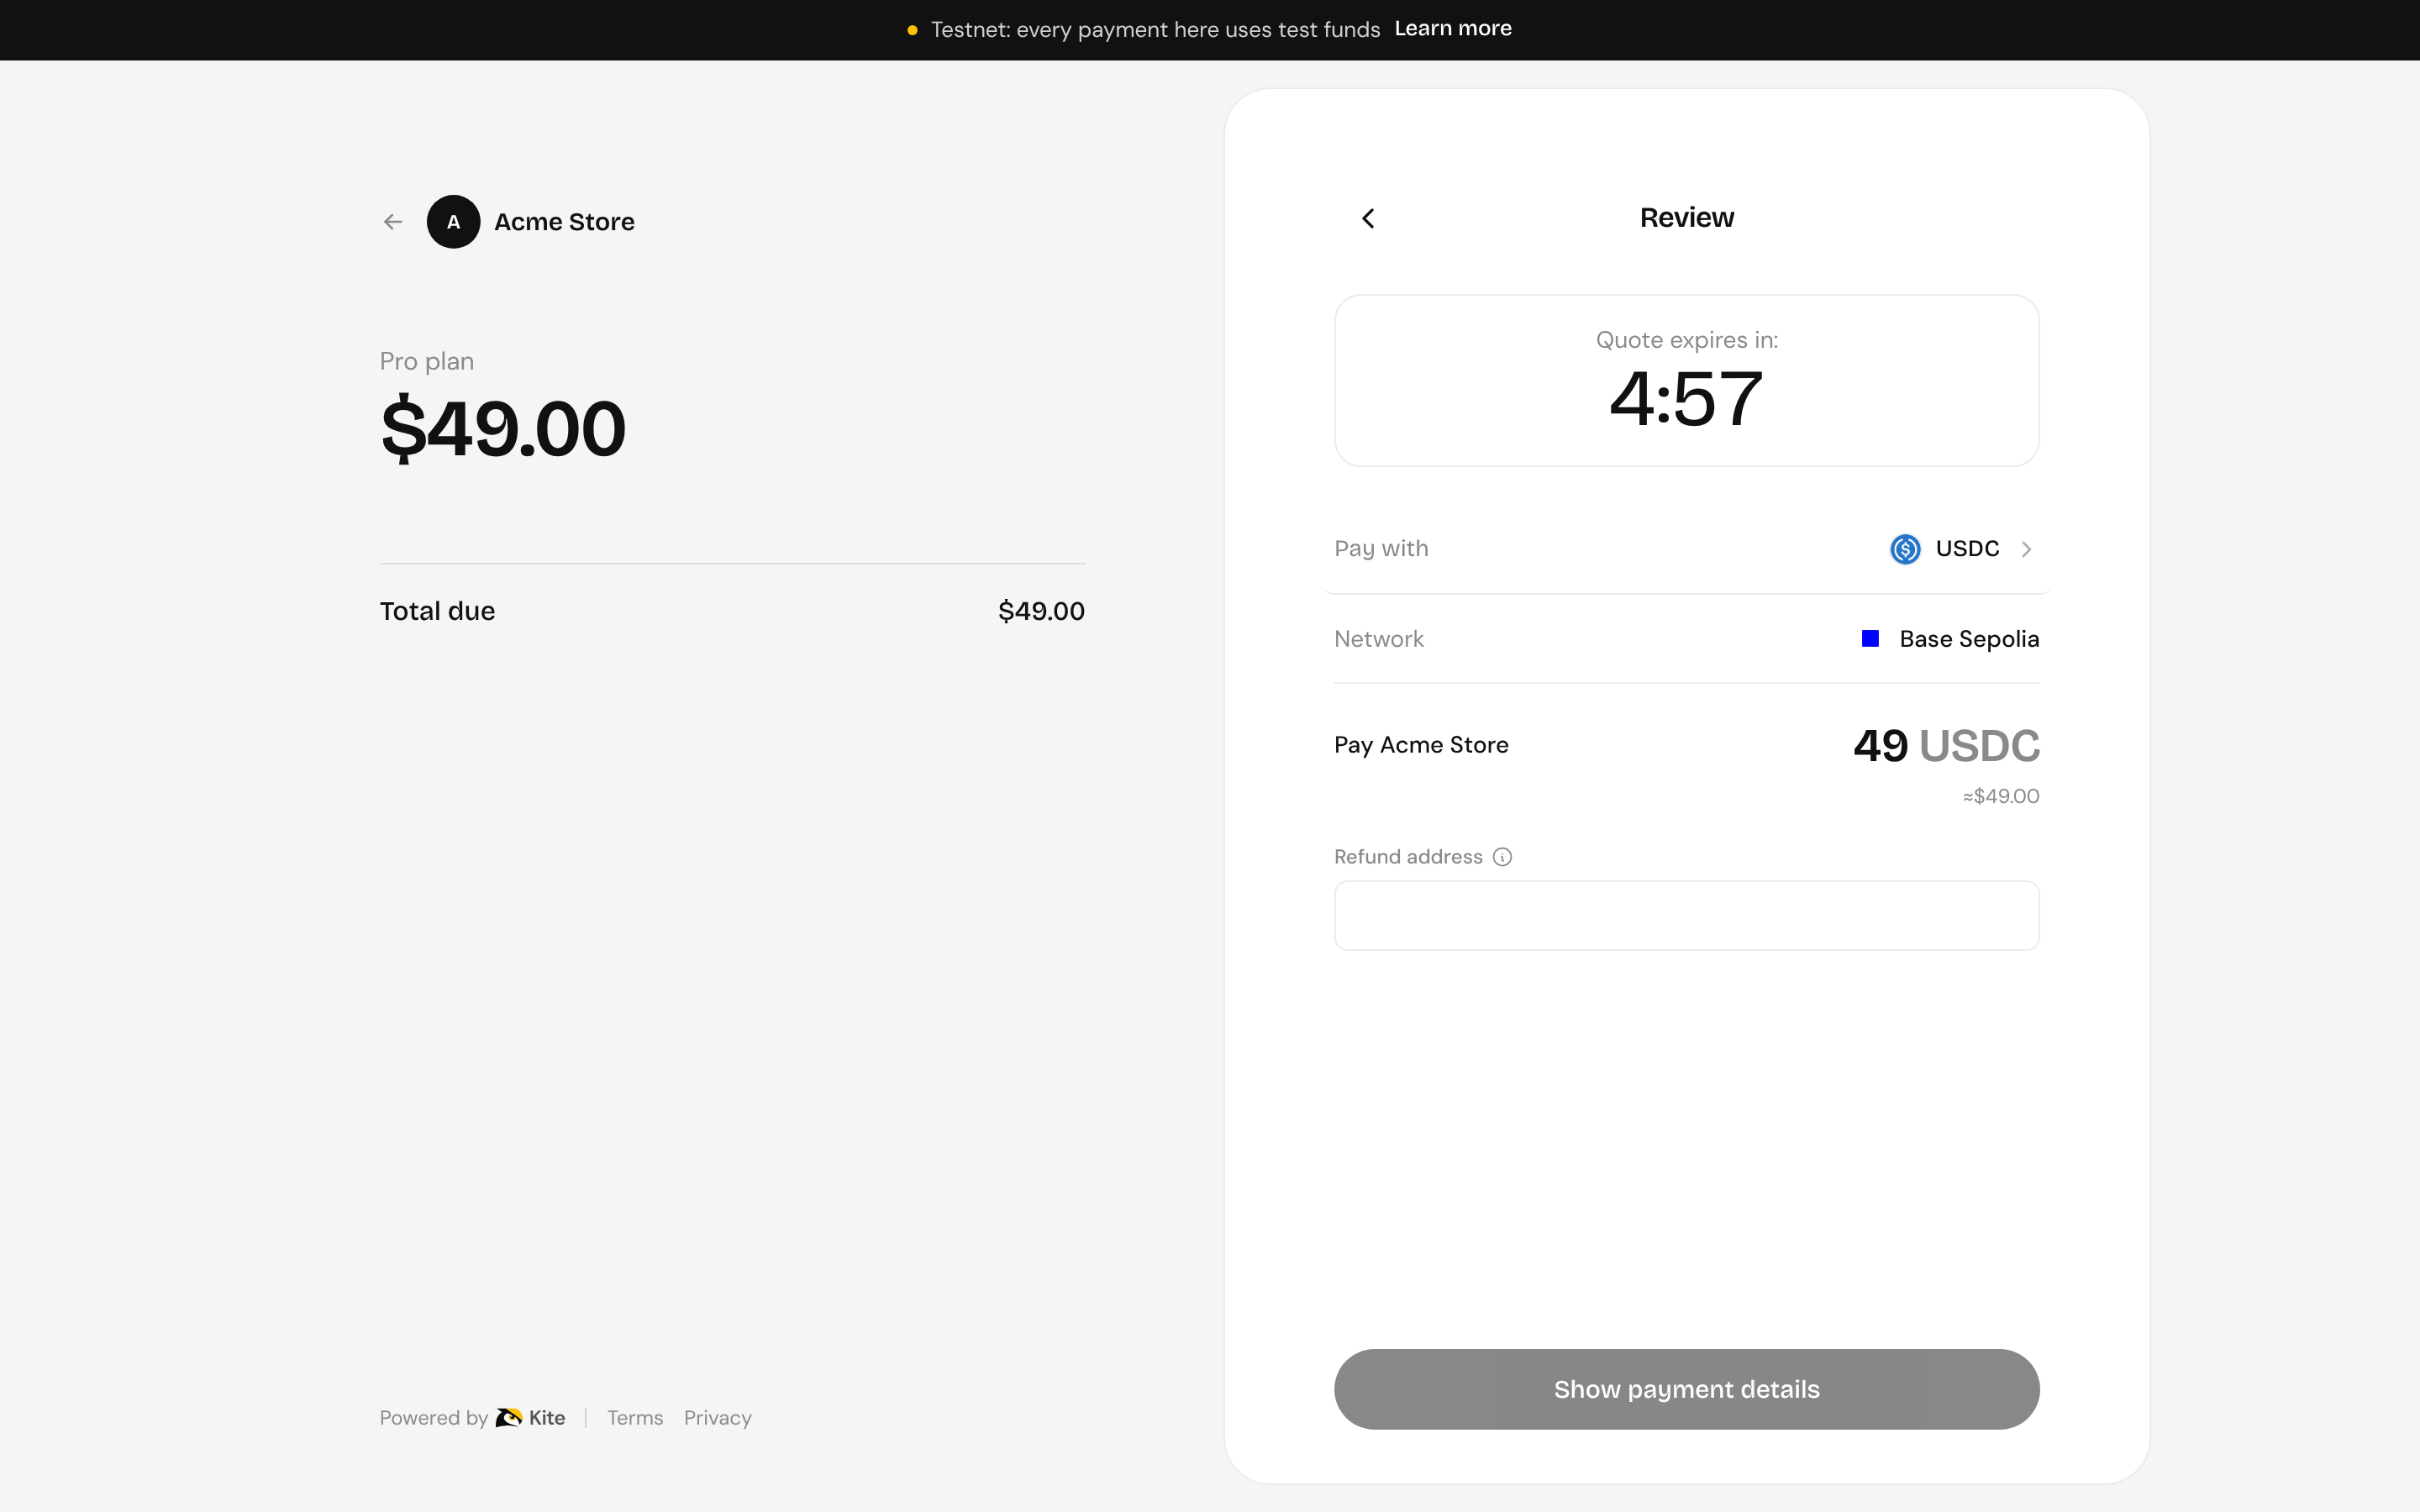 Testnet: every payment here uses test funds Learn more
A Acme Store
Pro plan
$49.00
Total due $49.00
Powered by Kite Terms Privacy
Review
Quote expires in:
4:57
Pay with USDC
Network Base Sepolia
Pay Acme Store 49 USDC
≈$49.00
Refund address
Show payment details